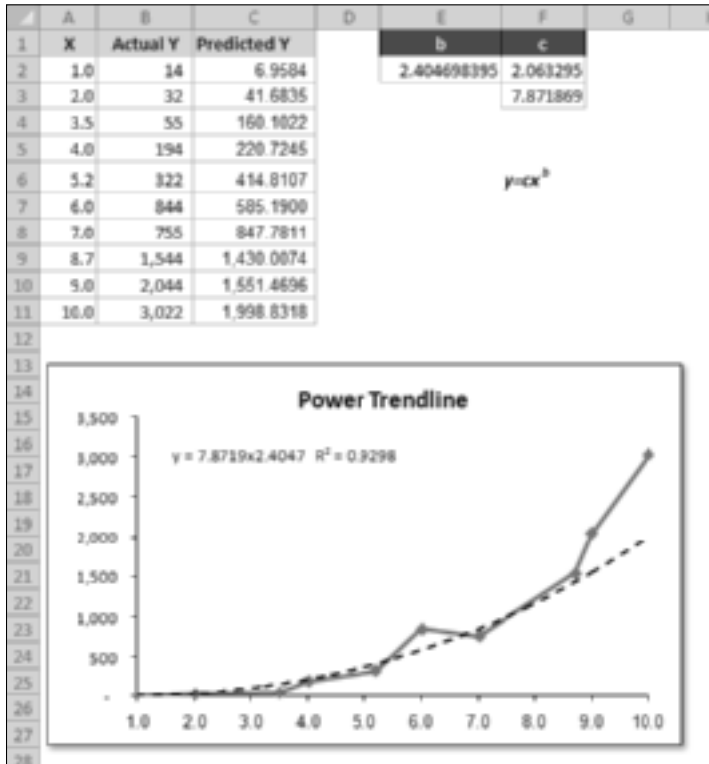 A B C D E F G
1 X Actual Y Predicted Y b c
2 1.0 14 6.9584 2.404698395 2.063295
3 2.0 32 41.6835 7.871869
4 3.5 55 160.1022
5 4.0 194 220.7245
6 5.2 322 414.8107 y=cx^b
7 6.0 844 585.1900
8 7.0 755 847.7811
9 8.7 1,544 1,430.0074
10 9.0 2,044 1,551.4696
11 10.0 3,022 1,998.8318
12
13
14
15
16
17
18
19
20
21
22
23
24
25
26
27
28
Power Trendline
y = 7.8719x2.4047 R² = 0.9298
3,500
3,000
2,500
2,000
1,500
1,000
500
-
1.0 2.0 3.0 4.0 5.0 6.0 7.0 8.0 9.0 10.0